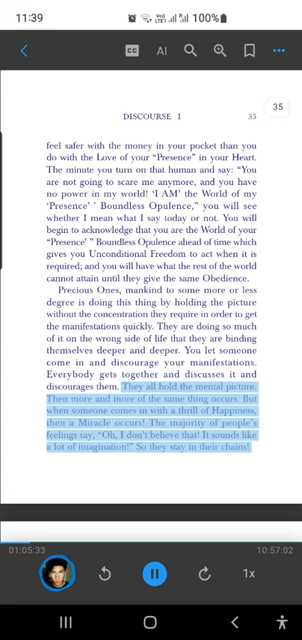 11:39
Vo) LTE1
100%
CC AI
35
DISCOURSE I 35
feel safer with the money in your pocket than you
do with the Love of your “Presence” in your Heart.
The minute you turn on that human and say: “You
are not going to scare me anymore, and you have
no power in my world! ‘I AM’ the World of my
‘Presence’ ’ Boundless Opulence,” you will see
whether I mean what I say today or not. You will
begin to acknowledge that you are the World of your
“Presence’ ” Boundless Opulence ahead of time which
gives you Unconditional Freedom to act when it is
required; and you will have what the rest of the world
cannot attain until they give the same Obedience.
Precious Ones, mankind to some more or less
degree is doing this thing by holding the picture
without the concentration they require in order to get
the manifestations quickly. They are doing so much
of it on the wrong side of life that they are binding
themselves deeper and deeper. You let someone
come in and discourage your manifestations.
Everybody gets together and discusses it and
discourages them. They all hold the mental picture.
Then more and more of the same thing occurs. But
when someone comes in with a thrill of Happiness,
then a Miracle occurs! The majority of people’s
feelings say, “Oh, I don’t believe that! It sounds like
a lot of imagination!” So they stay in their chains!
01:05:33 10:57:02
1x